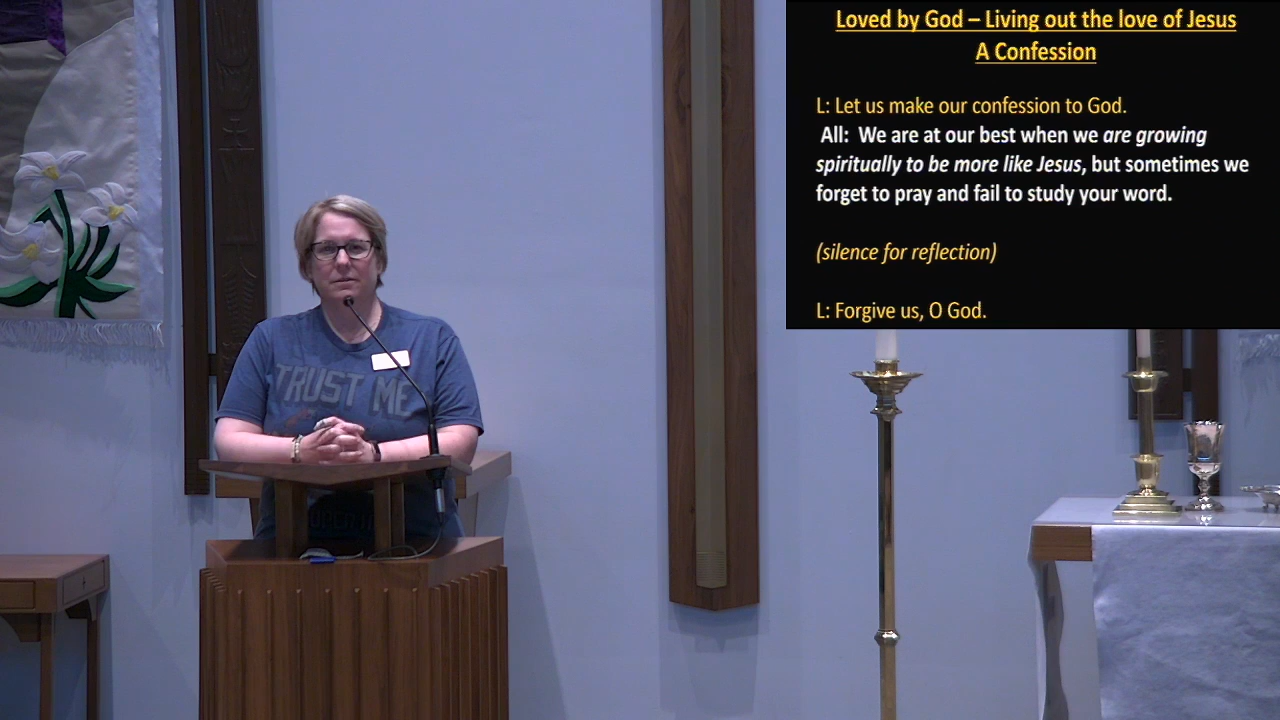 Loved by God – Living out the love of Jesus
A Confession
L: Let us make our confession to God.
All: We are at our best when we are growing
spiritually to be more like Jesus, but sometimes we
forget to pray and fail to study your word.
(silence for reflection)
L: Forgive us, O God.
TRUST ME